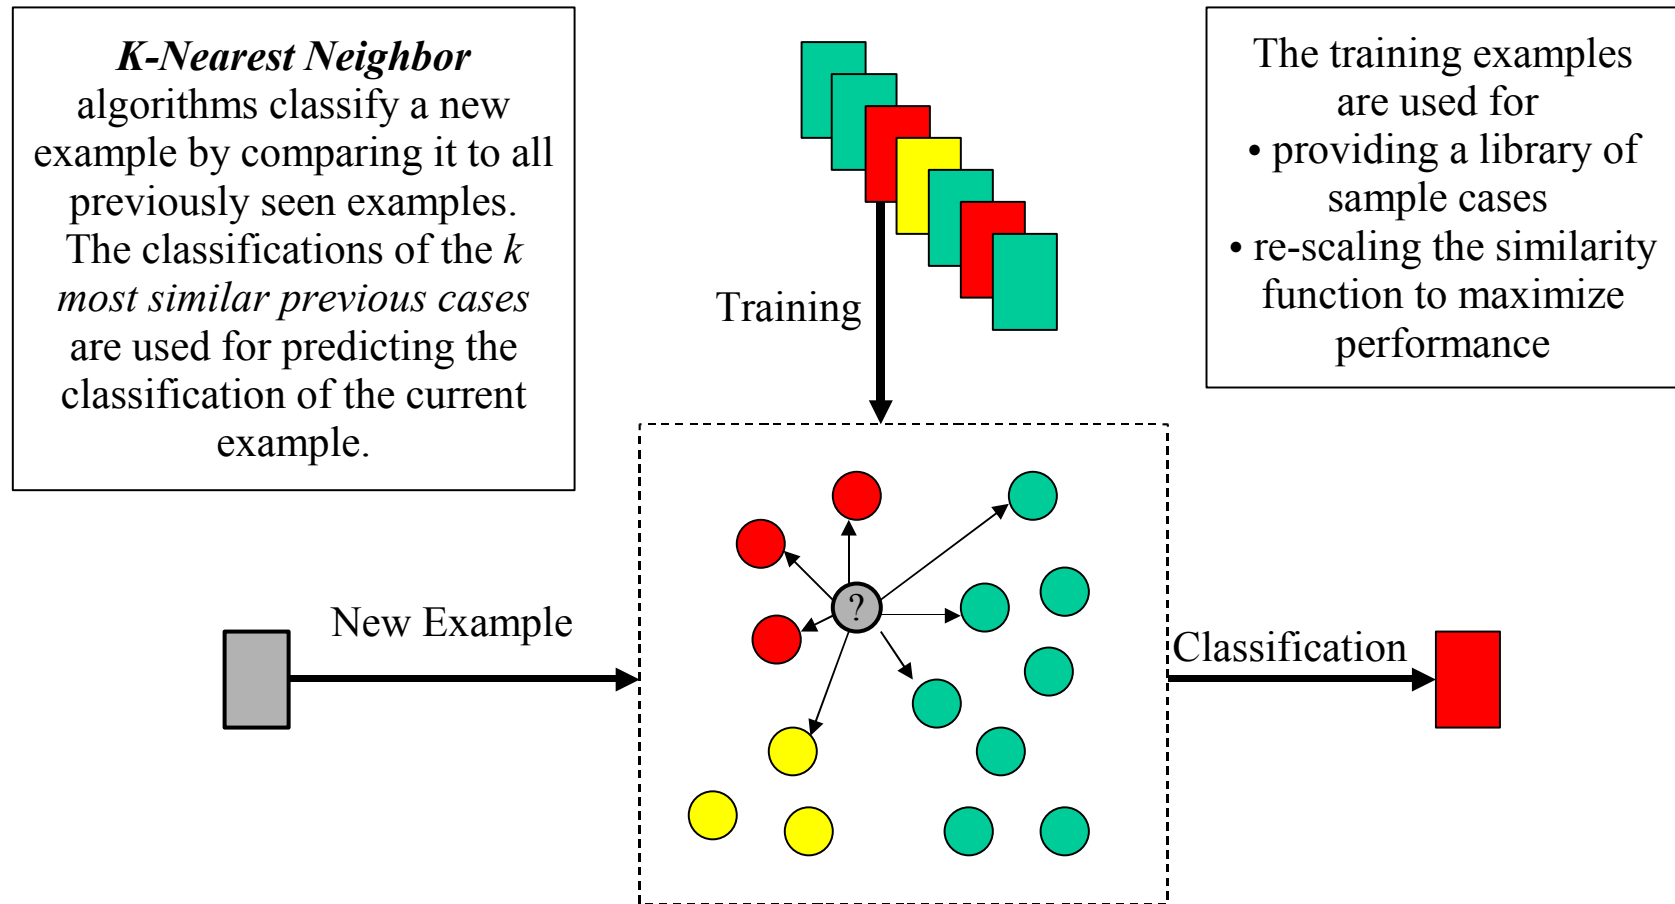 K-Nearest Neighbor
algorithms classify a new
example by comparing it to all
previously seen examples.
The classifications of the k
most similar previous cases
are used for predicting the
classification of the current
example.
The training examples
are used for
• providing a library of
sample cases
• re-scaling the similarity
function to maximize
performance
Training
?
New Example
Classification